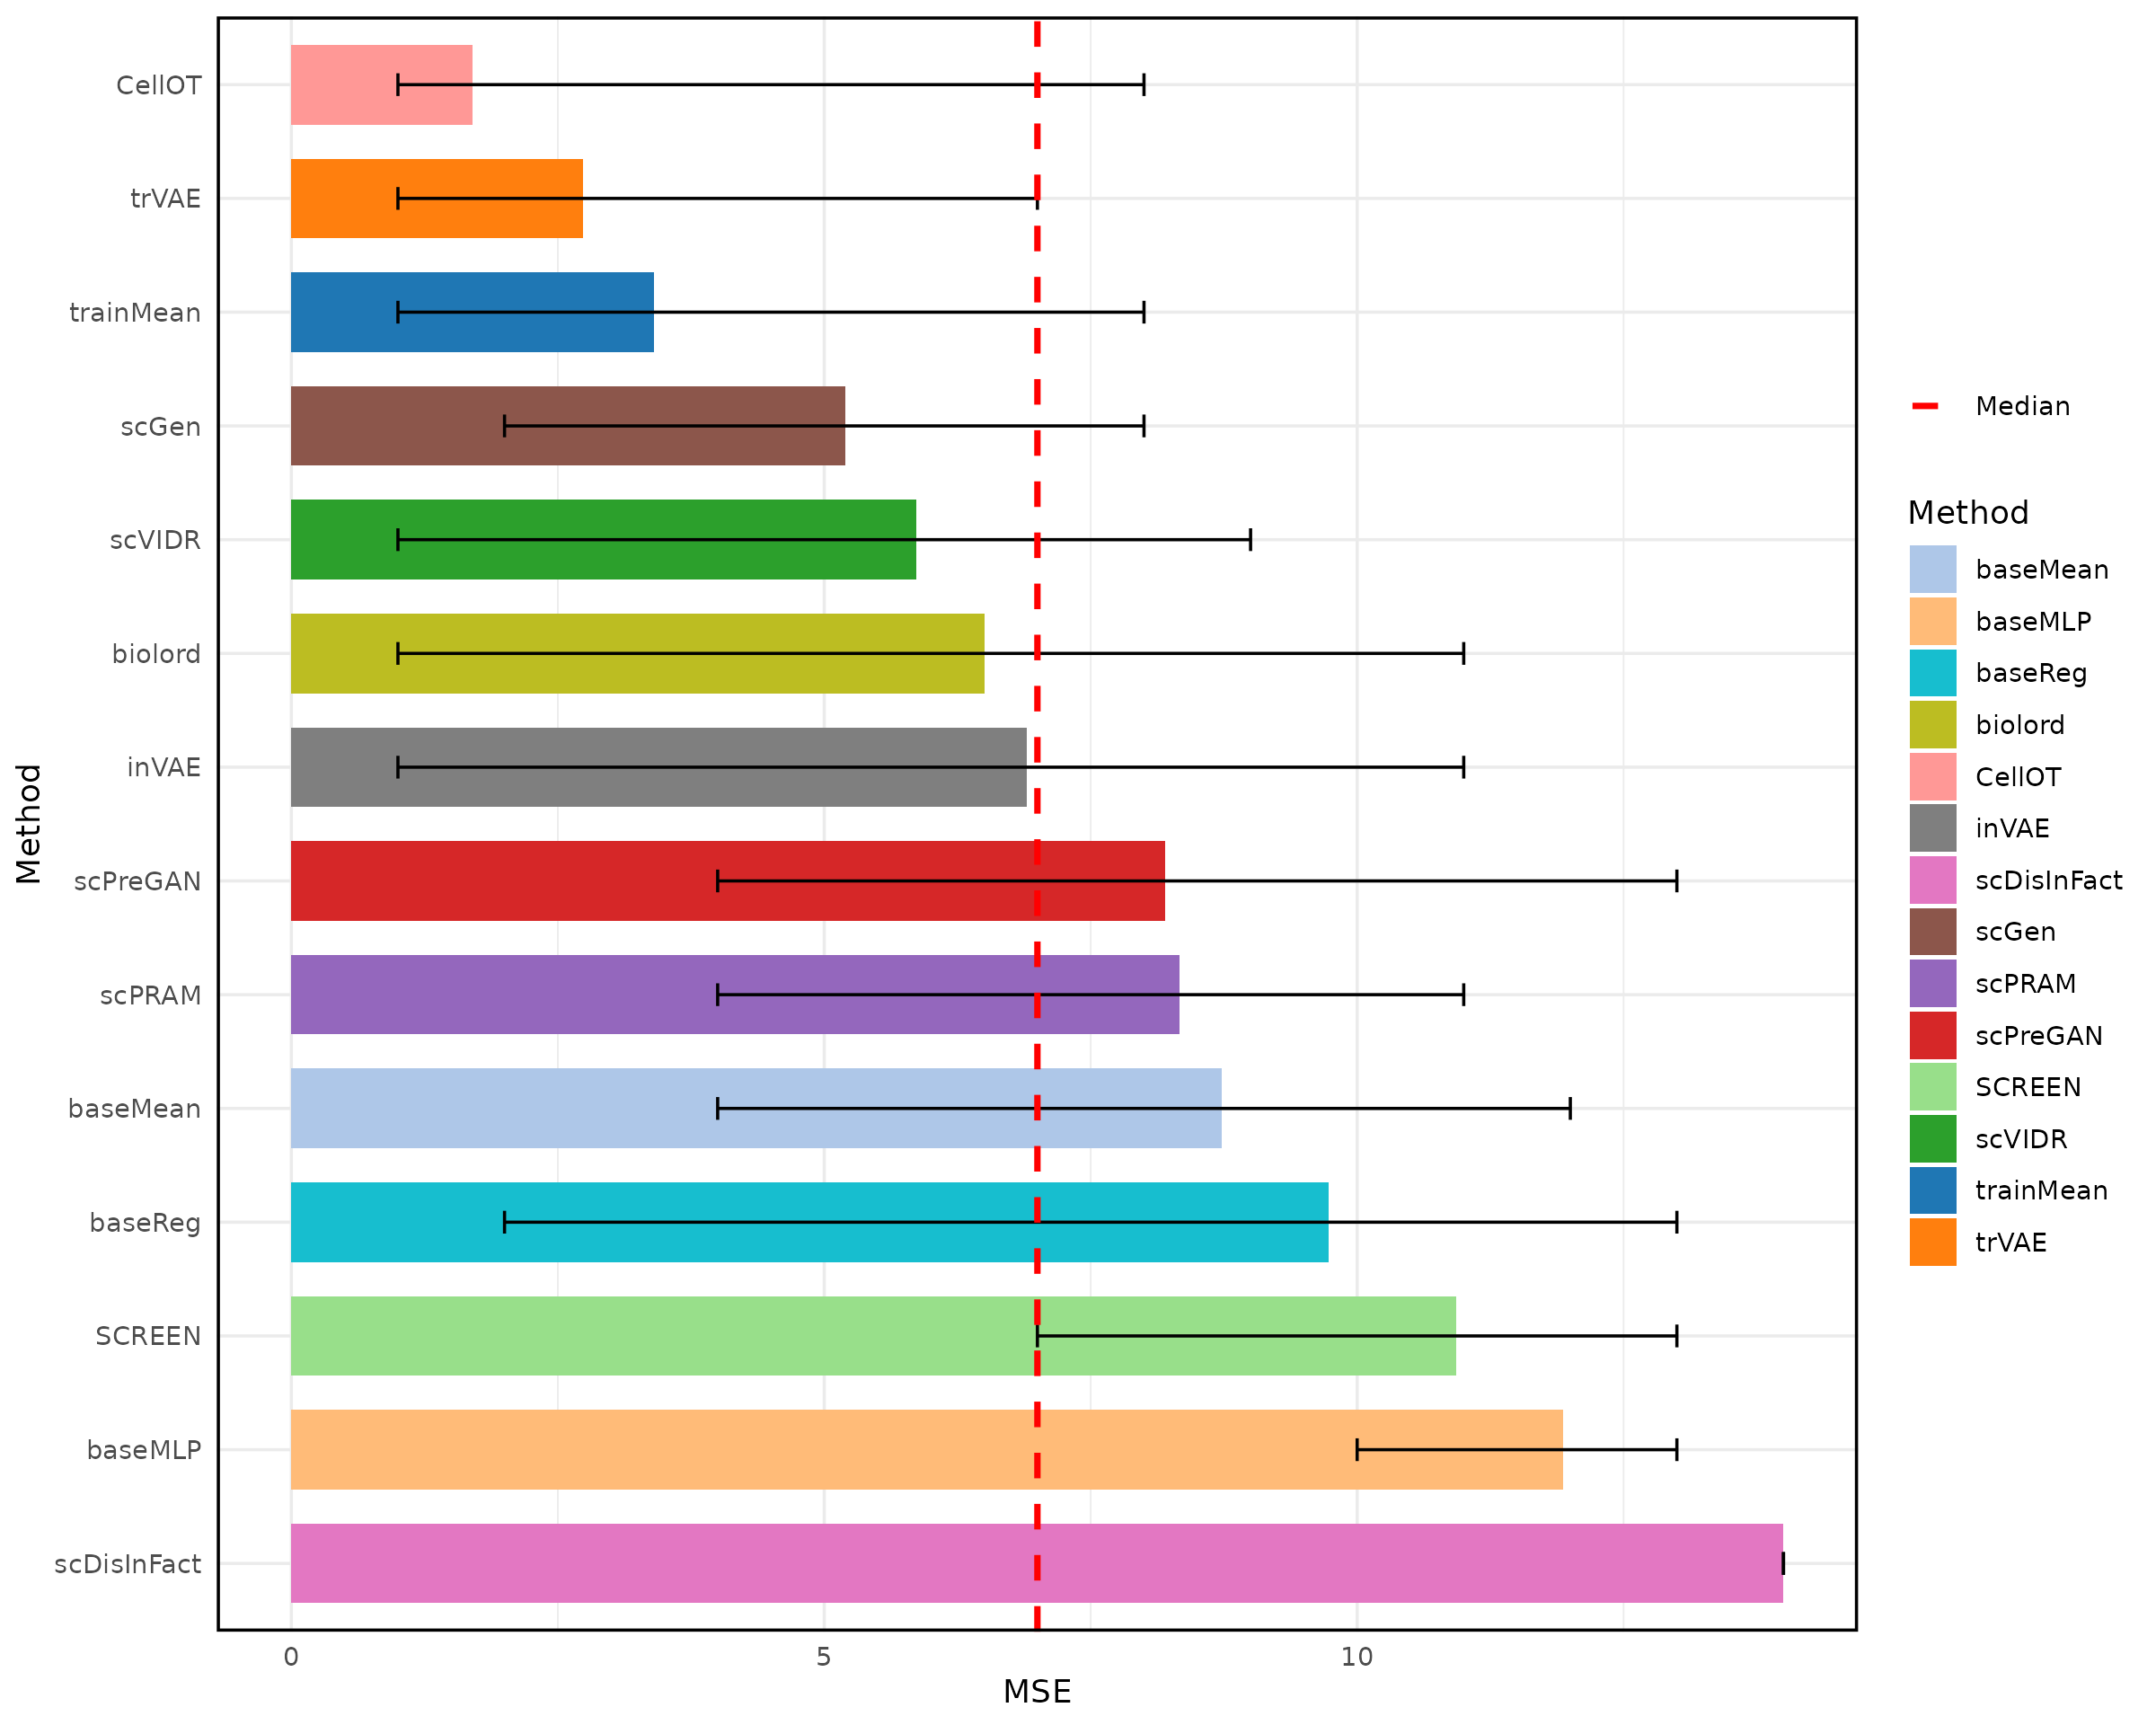 CellOT
trVAE
trainMean
scGen
scVIDR
biolord
inVAE
scPreGAN
scPRAM
baseMean
baseReg
SCREEN
baseMLP
scDisInFact
Method
0 5 10
MSE
Median
Method
baseMean
baseMLP
baseReg
biolord
CellOT
inVAE
scDisInFact
scGen
scPRAM
scPreGAN
SCREEN
scVIDR
trainMean
trVAE